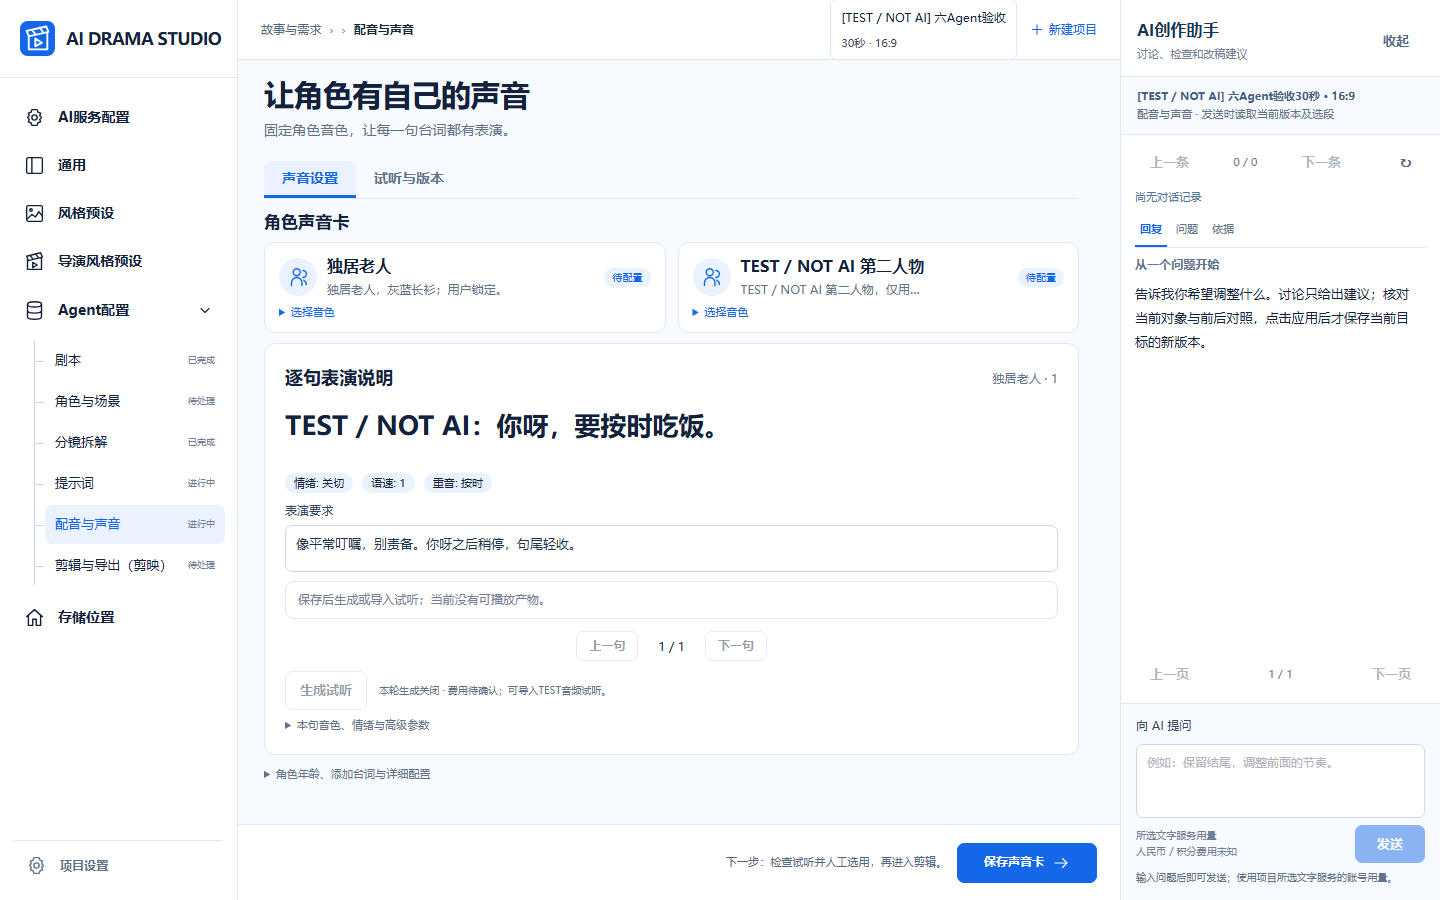 AI DRAMA STUDIO
AI服务配置
通用
风格预设
导演风格预设
Agent配置
剧本 已完成
角色与场景 待处理
分镜拆解 已完成
提示词 进行中
配音与声音 进行中
剪辑与导出（剪映） 待处理
存储位置
项目设置
故事与需求 › › 配音与声音
[TEST / NOT AI] 六Agent验收
30秒 · 16:9
新建项目
让角色有自己的声音
固定角色音色，让每一句台词都有表演。
声音设置 试听与版本
角色声音卡
独居老人
独居老人，灰蓝长衫；用户锁定。
待配置
选择音色
TEST / NOT AI 第二人物
TEST / NOT AI 第二人物，仅用...
待配置
选择音色
逐句表演说明 独居老人 · 1
TEST / NOT AI：你呀，要按时吃饭。
情绪: 关切 语速: 1 重音: 按时
表演要求
像平常叮嘱，别责备。你呀之后稍停，句尾轻收。
保存后生成或导入试听；当前没有可播放产物。
上一句 1 / 1 下一句
生成试听 本轮生成关闭 · 费用待确认；可导入TEST音频试听。
本句音色、情绪与高级参数
角色年龄、添加台词与详细配置
下一步：检查试听并人工选用，再进入剪辑。 保存声音卡
AI创作助手
讨论、检查和改稿建议
收起
[TEST / NOT AI] 六Agent验收30秒 • 16:9
配音与声音 · 发送时读取当前版本及选段
上一条 0 / 0 下一条 ↻
尚无对话记录
回复 问题 依据
从一个问题开始
告诉我你希望调整什么。讨论只给出建议；核对
当前对象与前后对照，点击应用后才保存当前目
标的新版本。
上一页 1 / 1 下一页
向 AI 提问
例如：保留结尾，调整前面的节奏。
所选文字服务用量
人民币 / 积分费用未知
发送
输入问题后即可发送；使用项目所选文字服务的账号用量。